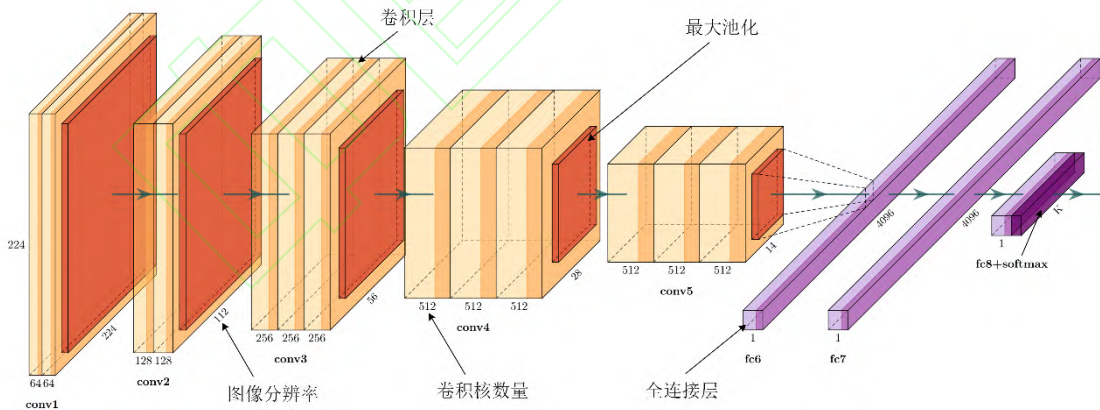 卷积层
最大池化
224
224
64 64
conv1
112
128 128
conv2
56
256 256 256
conv3
28
512 512 512
conv4
14
512 512 512
conv5
4096
1
fc6
4096
1
fc7
K
1
fc8+softmax
图像分辨率
卷积核数量
全连接层